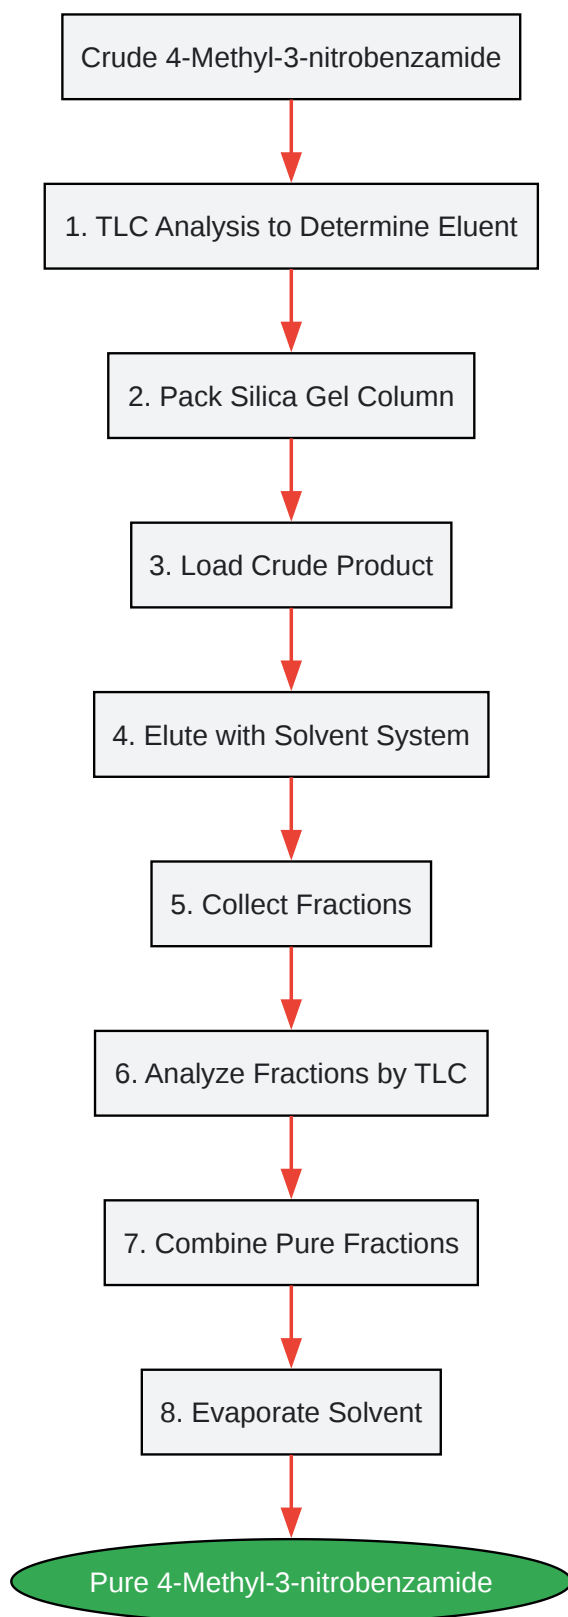 Crude 4-Methyl-3-nitrobenzamide
1. TLC Analysis to Determine Eluent
2. Pack Silica Gel Column
3. Load Crude Product
4. Elute with Solvent System
5. Collect Fractions
6. Analyze Fractions by TLC
7. Combine Pure Fractions
8. Evaporate Solvent
Pure 4-Methyl-3-nitrobenzamide